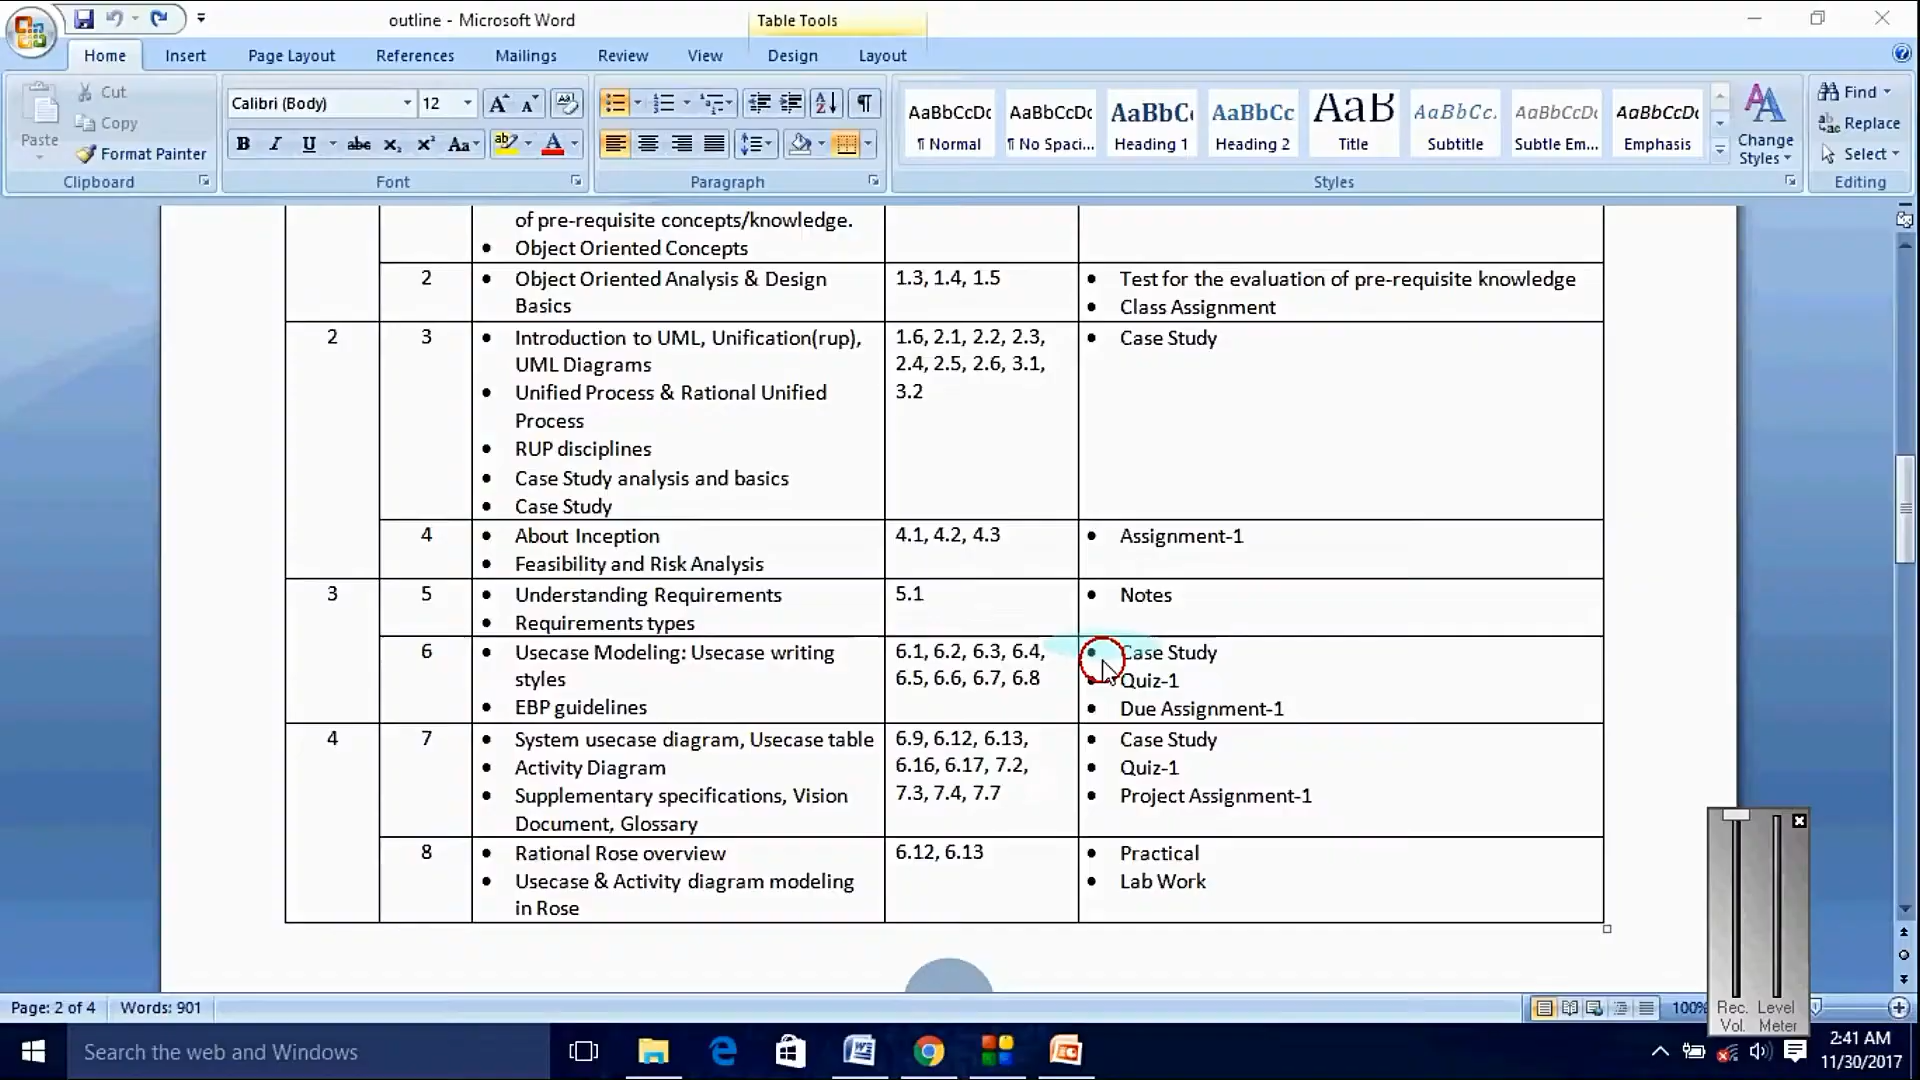 outline - Microsoft Word
Table Tools
Home
Insert
Page Layout
References
Mailings
Review
View
Design
Layout
Paste
Cut
Copy
Format Painter
Clipboard
Calibri (Body)
12
Font
Paragraph
AaBbCcDc
¶ Normal
AaBbCcDc
¶ No Spaci...
AaBbC(
Heading 1
AaBbCc
Heading 2
AaB
Title
AaBbCc.
Subtitle
AaBbCcDc
Subtle Em...
AaBbCcDc
Emphasis
Change
Styles
Styles
Find
Replace
Select
Editing
of pre-requisite concepts/knowledge.
• Object Oriented Concepts
2
• Object Oriented Analysis & Design
Basics
1.3, 1.4, 1.5
• Test for the evaluation of pre-requisite knowledge
• Class Assignment
2
3
• Introduction to UML, Unification(rup),
UML Diagrams
• Unified Process & Rational Unified
Process
• RUP disciplines
• Case Study analysis and basics
• Case Study
1.6, 2.1, 2.2, 2.3,
2.4, 2.5, 2.6, 3.1,
3.2
• Case Study
4
• About Inception
• Feasibility and Risk Analysis
4.1, 4.2, 4.3
• Assignment-1
3
5
• Understanding Requirements
• Requirements types
5.1
• Notes
6
• Usecase Modeling: Usecase writing
styles
• EBP guidelines
6.1, 6.2, 6.3, 6.4,
6.5, 6.6, 6.7, 6.8
• Case Study
• Quiz-1
• Due Assignment-1
4
7
• System usecase diagram, Usecase table
• Activity Diagram
• Supplementary specifications, Vision
Document, Glossary
6.9, 6.12, 6.13,
6.16, 6.17, 7.2,
7.3, 7.4, 7.7
• Case Study
• Quiz-1
• Project Assignment-1
8
• Rational Rose overview
• Usecase & Activity diagram modeling
in Rose
6.12, 6.13
• Practical
• Lab Work
Rec. Level
Vol. Meter
Page: 2 of 4
Words: 901
100%
Search the web and Windows
2:41 AM
11/30/2017